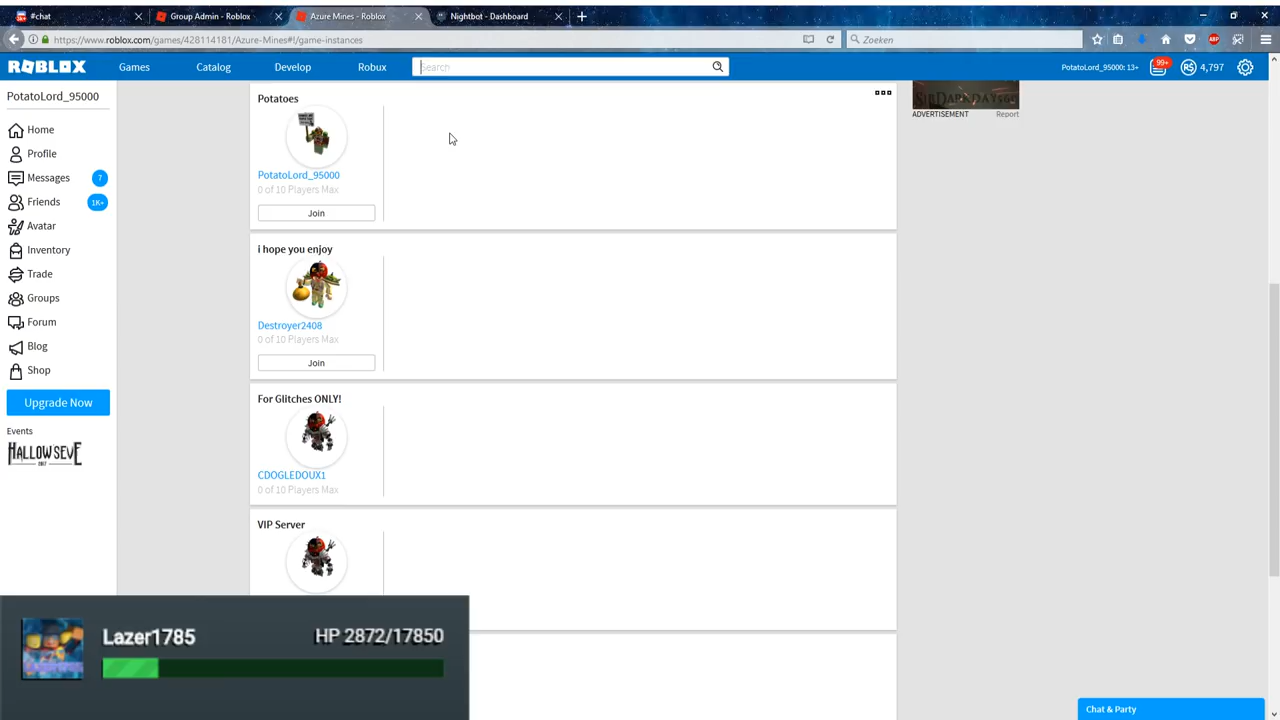 #chat
Group Admin - Roblox
Azure Mines - Roblox
Nightbot - Dashboard
https://www.roblox.com/games/428114181/Azure-Mines#!/game-instances
Zoeken
ABP
ROBLOX
Games
Catalog
Develop
Robux
Search
PotatoLord_95000: 13+
99+
R$
4,797
PotatoLord_95000
Home
Profile
Messages
7
Friends
1K+
Avatar
Inventory
Trade
Groups
Forum
Blog
Shop
Upgrade Now
Events
HALLOW'S EVE
2017
Potatoes
PotatoLord_95000
0 of 10 Players Max
Join
i hope you enjoy
Destroyer2408
0 of 10 Players Max
Join
For Glitches ONLY!
CDOGLEDOUX1
0 of 10 Players Max
VIP Server
ADVERTISEMENT
Report
Lazer1785
HP 2872/17850
Chat & Party